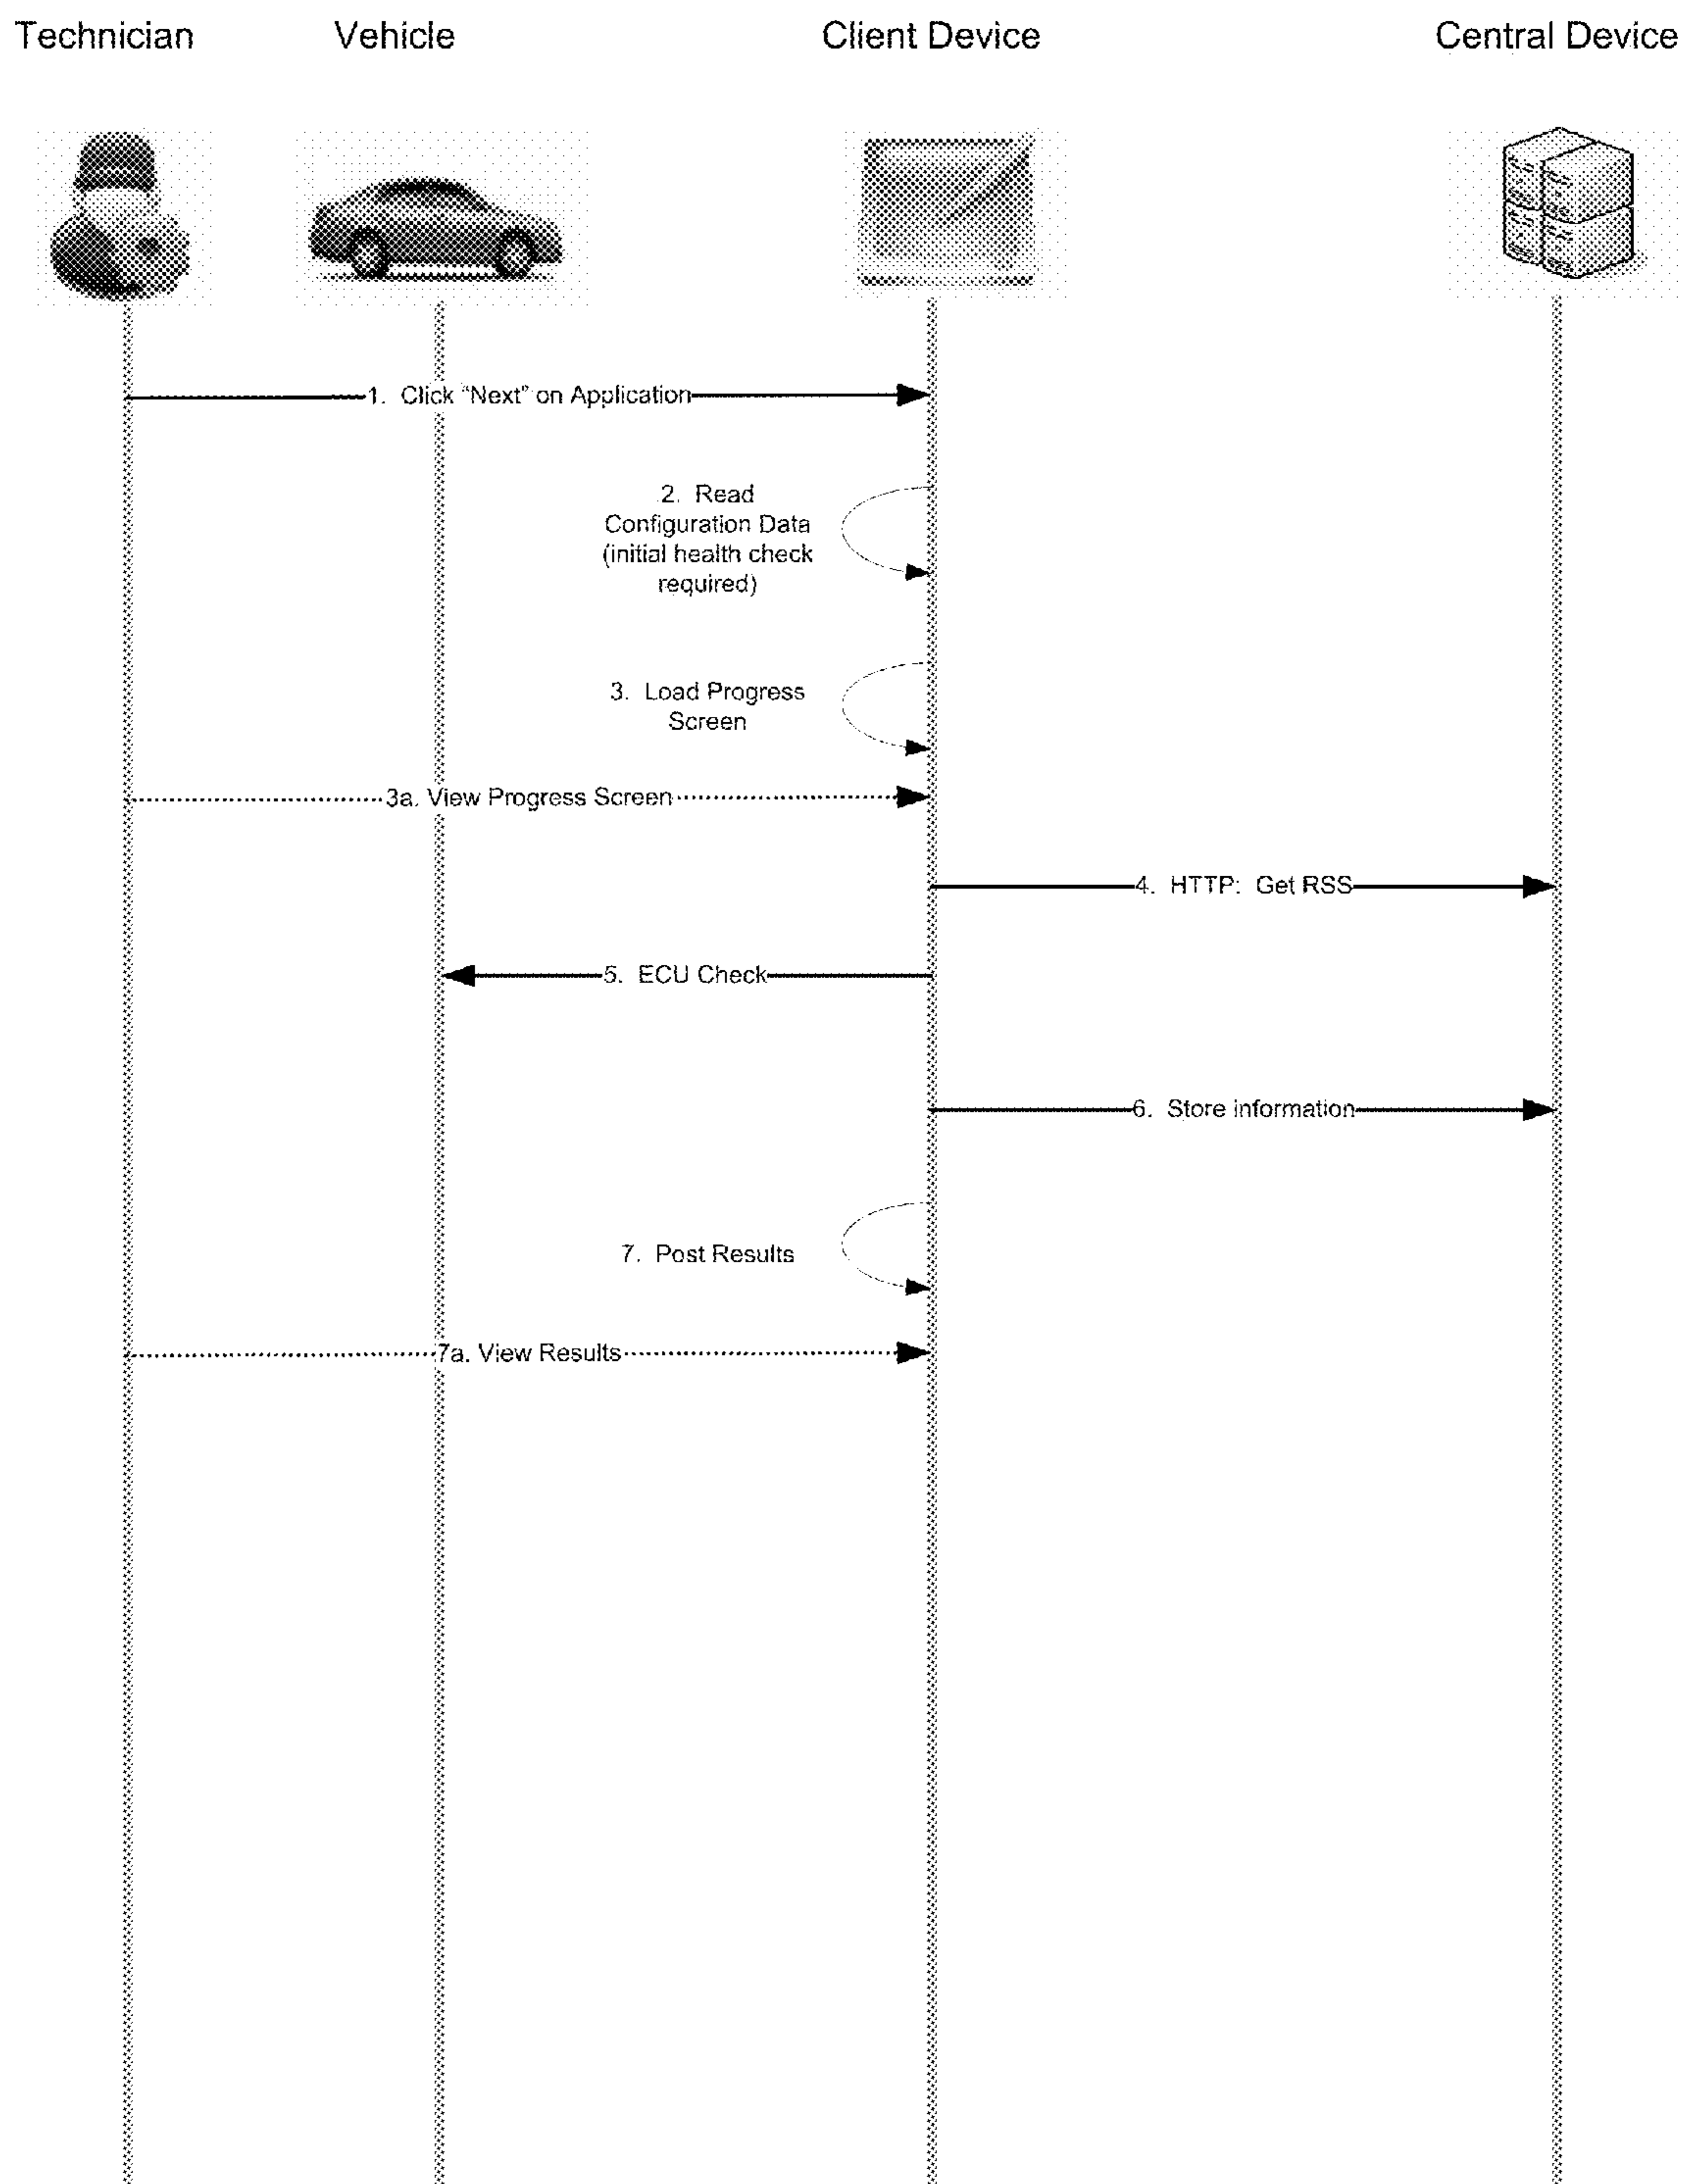 Technician
Vehicle
Client Device
Central Device
1. Click “Next” on Application
2. Read
Configuration Data
(initial health check
required)
3. Load Progress
Screen
3a. View Progress Screen
4. HTTP: Get RSS
5. ECU Check
6. Store information
7. Post Results
7a. View Results